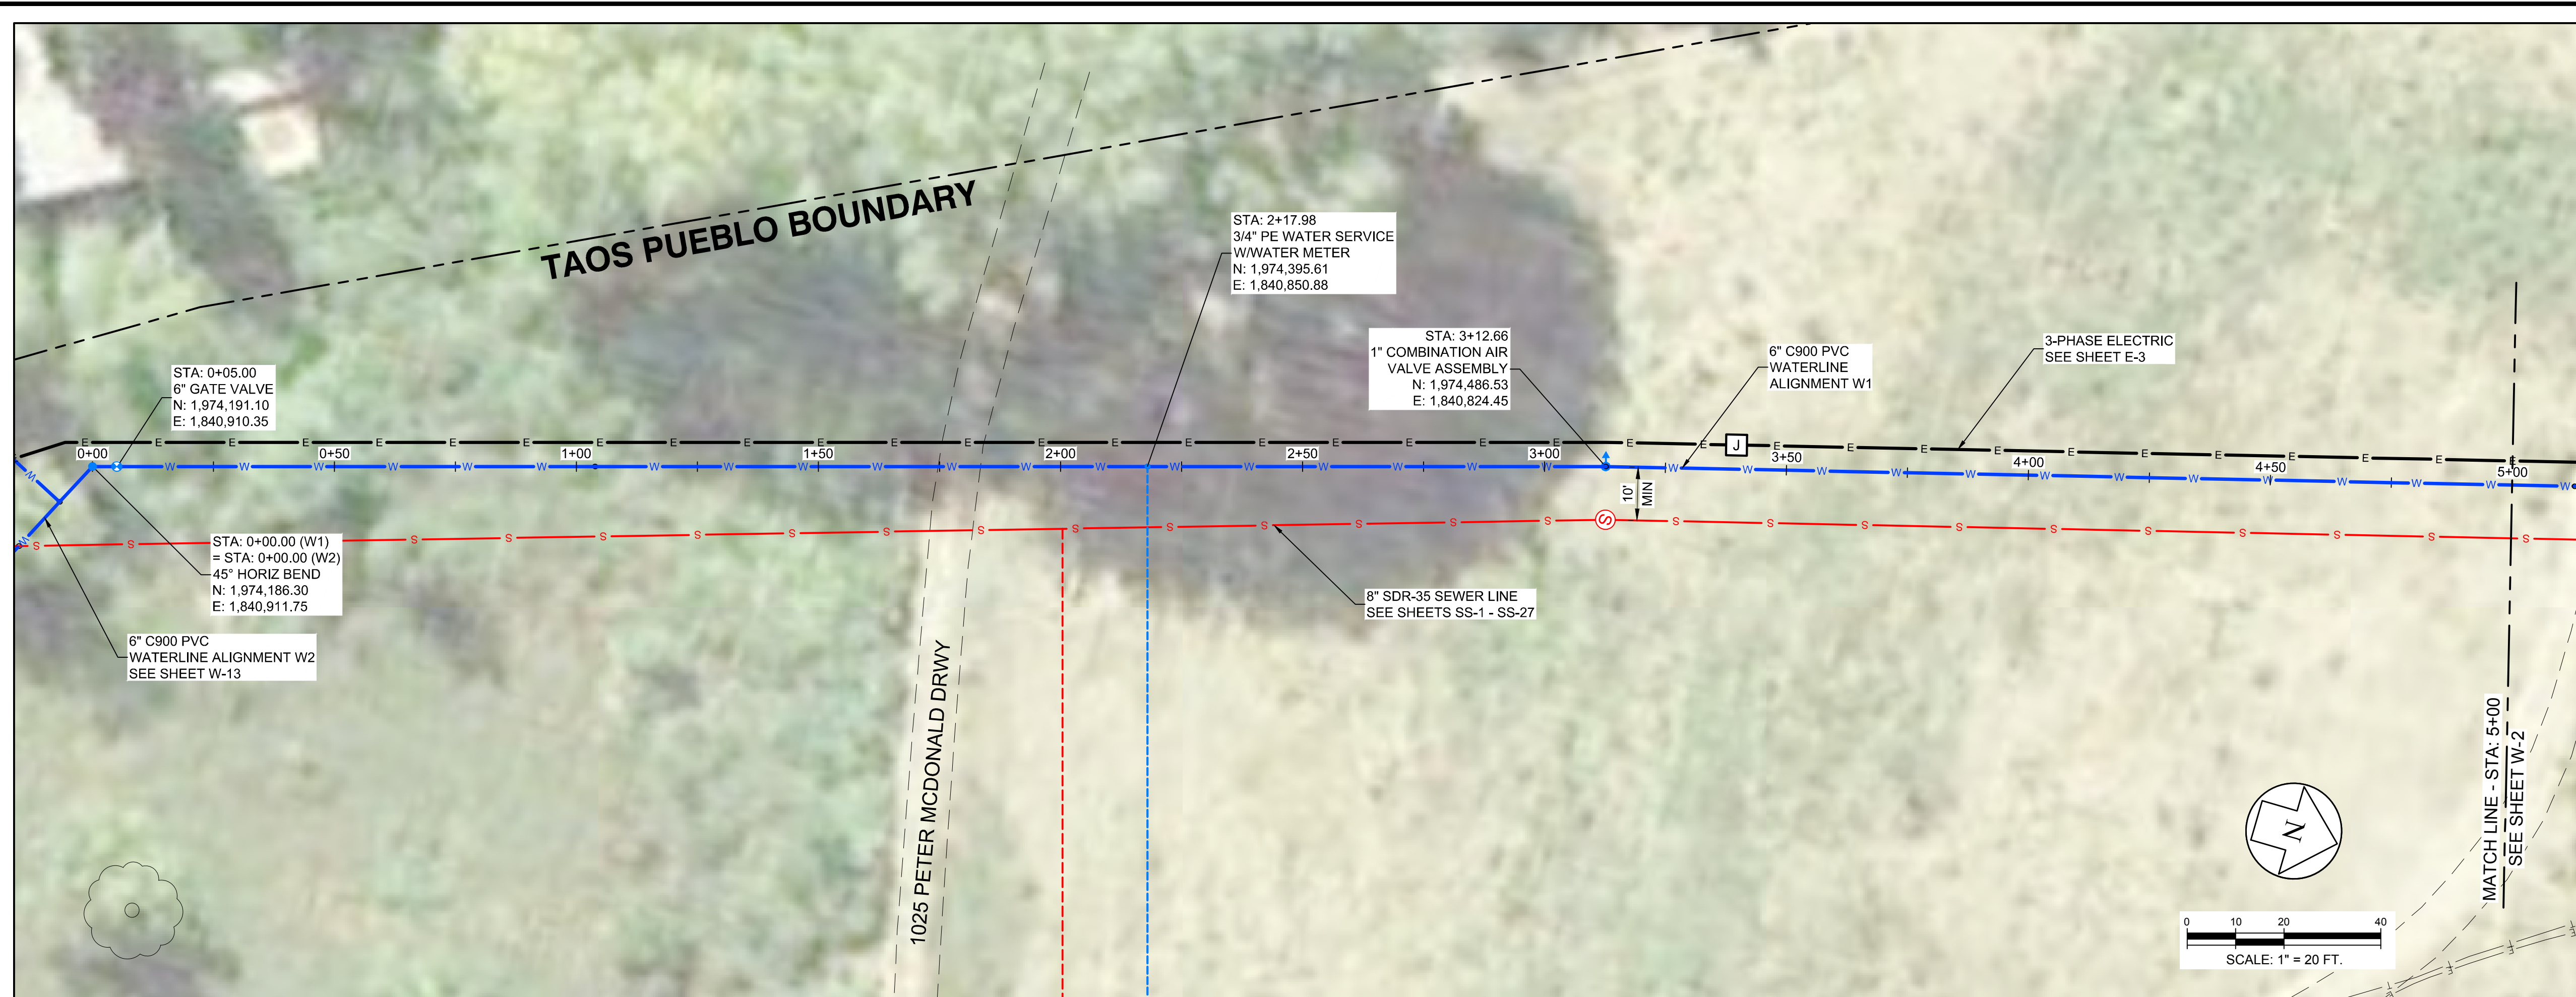 TAOS PUEBLO BOUNDARY
STA: 2+17.98
3/4" PE WATER SERVICE
W/WATER METER
N: 1,974,395.61
E: 1,840,850.88
STA: 3+12.66
1" COMBINATION AIR
VALVE ASSEMBLY
N: 1,974,486.53
E: 1,840,824.45
6" C900 PVC
WATERLINE
ALIGNMENT W1
3-PHASE ELECTRIC
SEE SHEET E-3
STA: 0+05.00
6" GATE VALVE
N: 1,974,191.10
E: 1,840,910.35
E E E E E E E E E E E E E E E E E E E E E E E E E E E E E E E E E E
J
0+00
0+50
1+00
1+50
2+00
2+50
3+00
3+50
4+00
4+50
5+00
W W W W W W W W W W W W W W W W W W W W W W W W W W W W W W W W W W W
10'
MIN
S S S S S S S S S S S S S S S S S S S S S S S S S S S
STA: 0+00.00 (W1)
= STA: 0+00.00 (W2)
45° HORIZ BEND
N: 1,974,186.30
E: 1,840,911.75
6" C900 PVC
WATERLINE ALIGNMENT W2
SEE SHEET W-13
8" SDR-35 SEWER LINE
SEE SHEETS SS-1 - SS-27
1025 PETER MCDONALD DRWY
MATCH LINE - STA: 5+00
SEE SHEET W-2
N
0 10 20 40
SCALE: 1" = 20 FT.